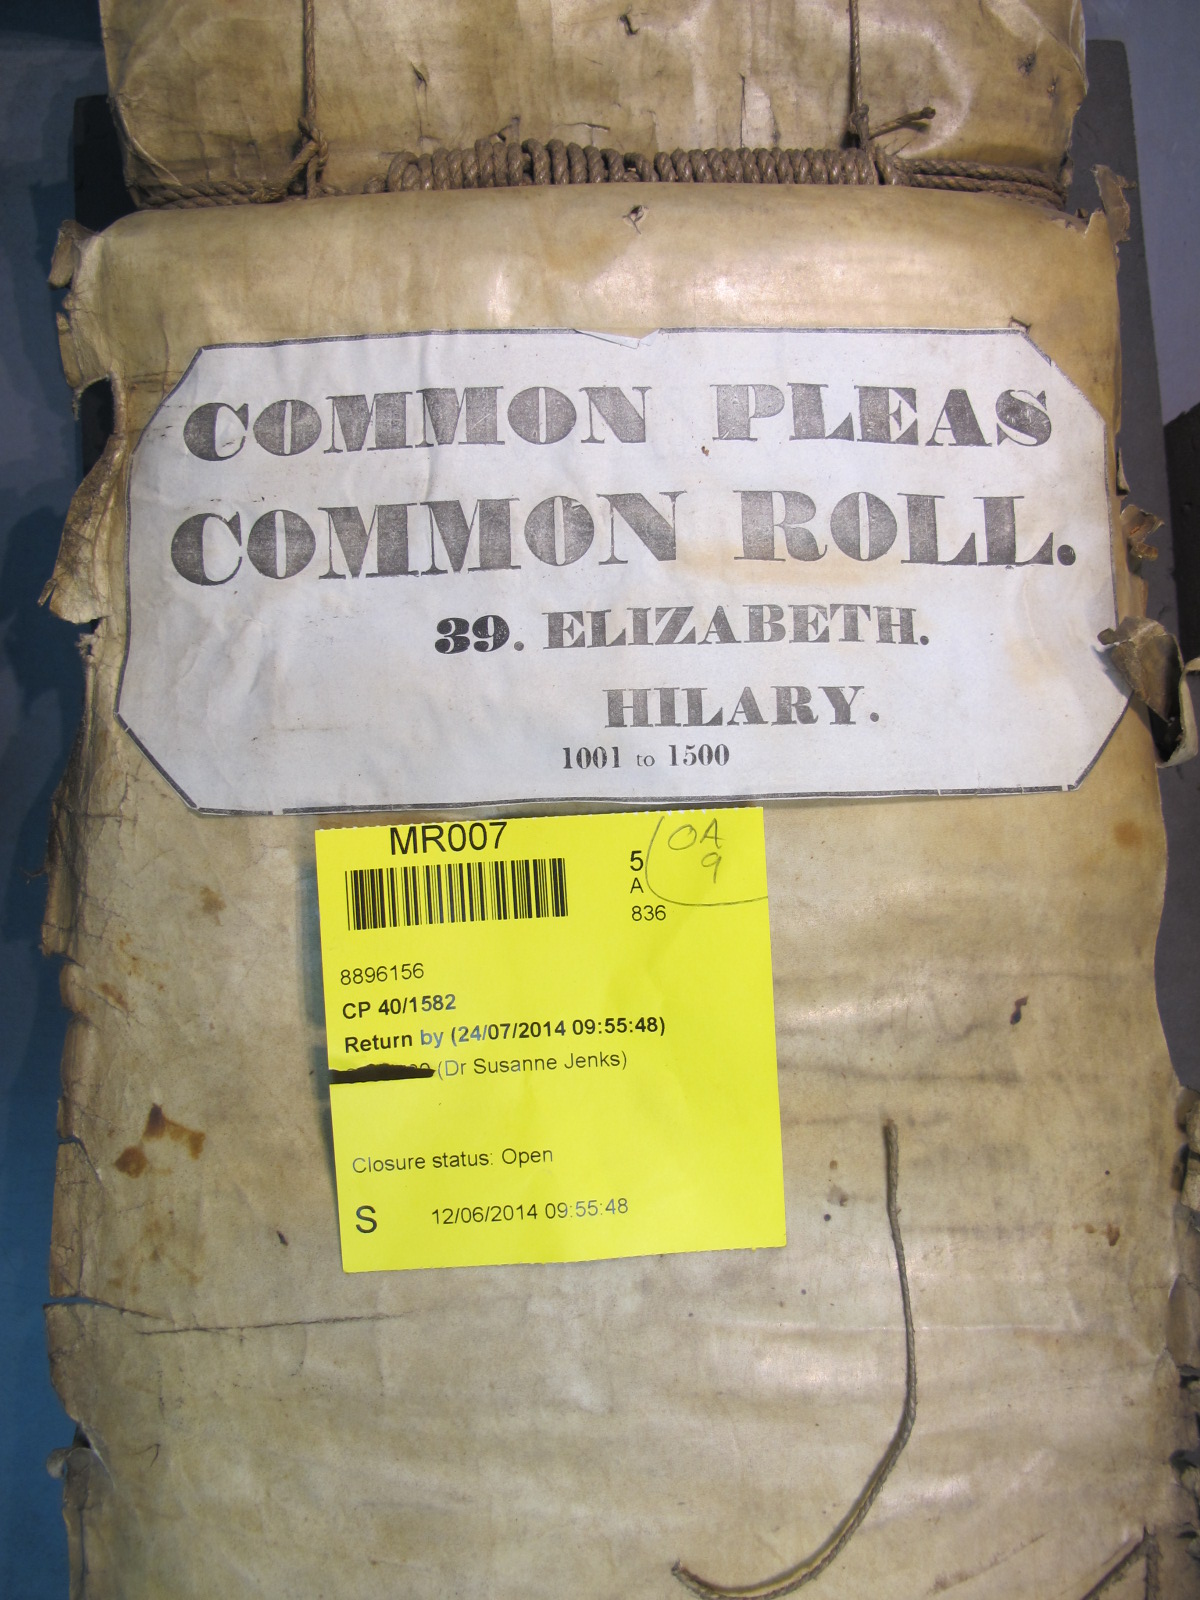 COMMON PLEAS
COMMON ROLL.
39. ELIZABETH.
HILARY.
1001 to 1500
MR007
OA
9
5
A
836
8896156
CP 40/1582
Return by (24/07/2014 09:55:48)
(Dr Susanne Jenks)
Closure status: Open
S 12/06/2014 09:55:48